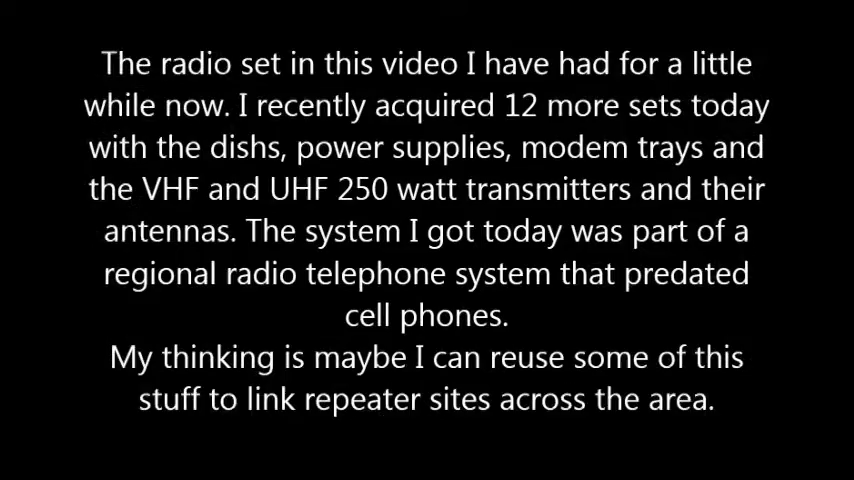 The radio set in this video I have had for a little
while now. I recently acquired 12 more sets today
with the dishs, power supplies, modem trays and
the VHF and UHF 250 watt transmitters and their
antennas. The system I got today was part of a
regional radio telephone system that predated
cell phones.
My thinking is maybe I can reuse some of this
stuff to link repeater sites across the area.